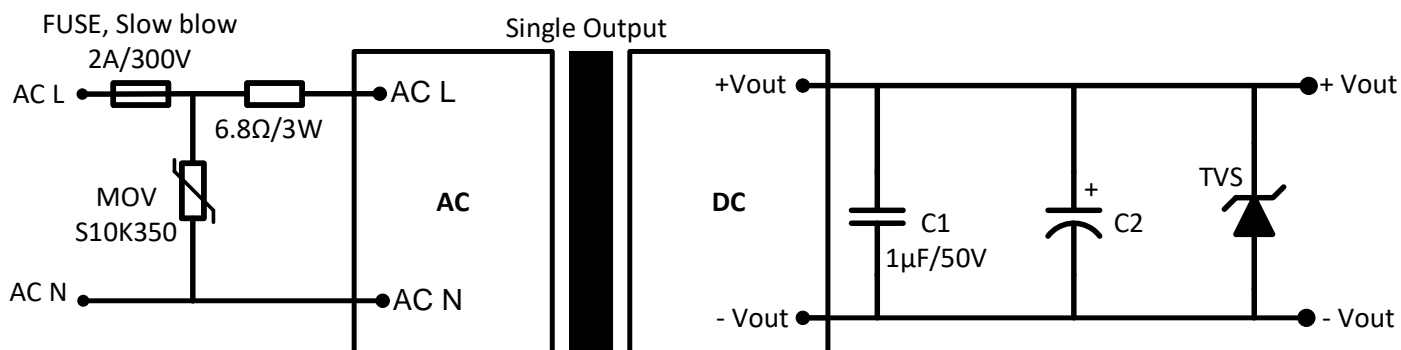 FUSE, Slow blow
2A/300V
Single Output
AC L
6.8Ω/3W
AC L
MOV
S10K350
AC N
AC N
AC
DC
+Vout
- Vout
C1
1µF/50V
+
C2
TVS
+ Vout
- Vout